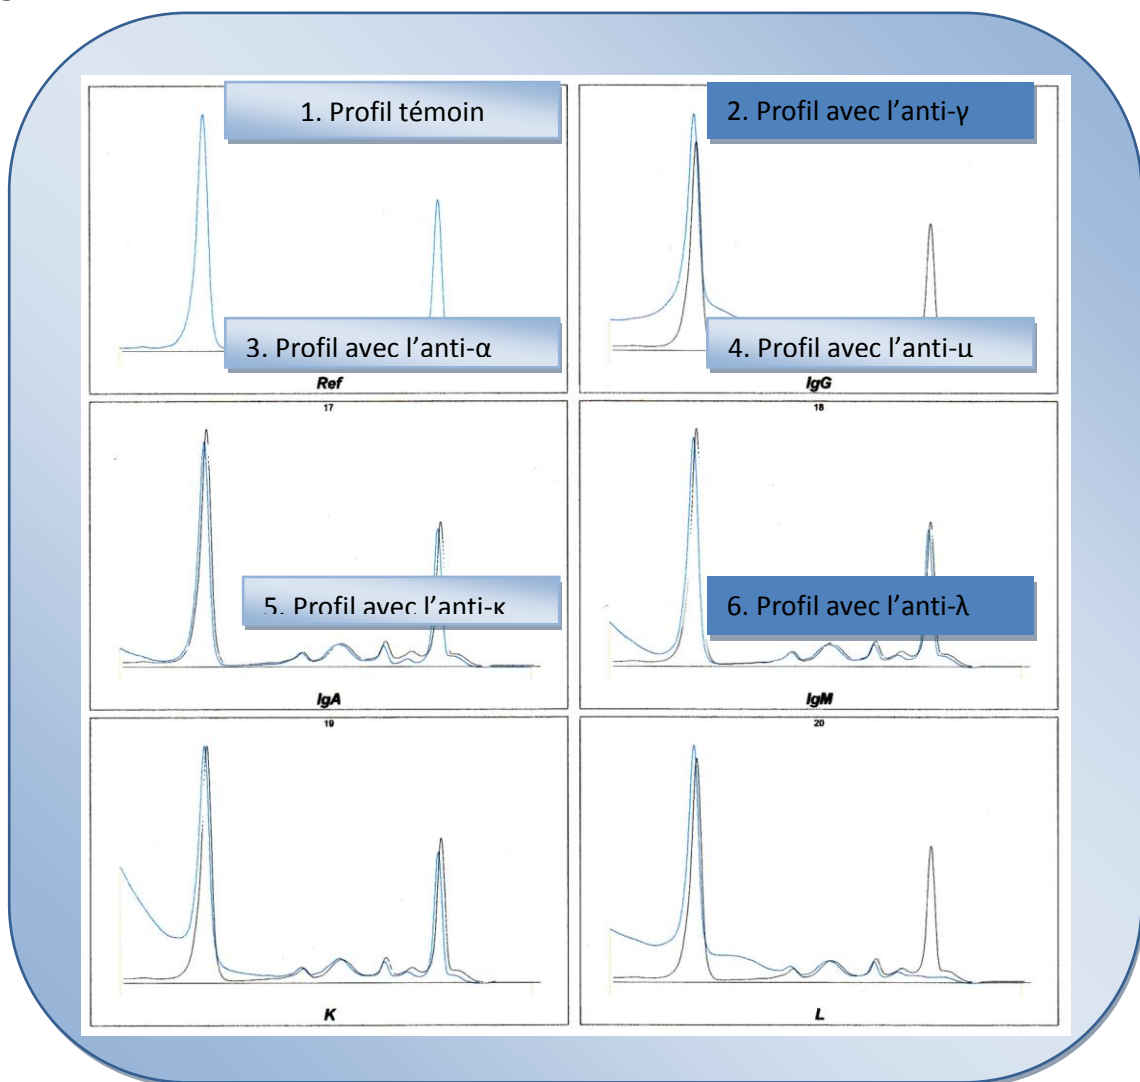 1. Profil témoin
2. Profil avec l’anti-γ
3. Profil avec l’anti-α
4. Profil avec l’anti-μ
Ref
IgG
17
18
5. Profil avec l’anti-κ
6. Profil avec l’anti-λ
IgA
IgM
19
20
K
L